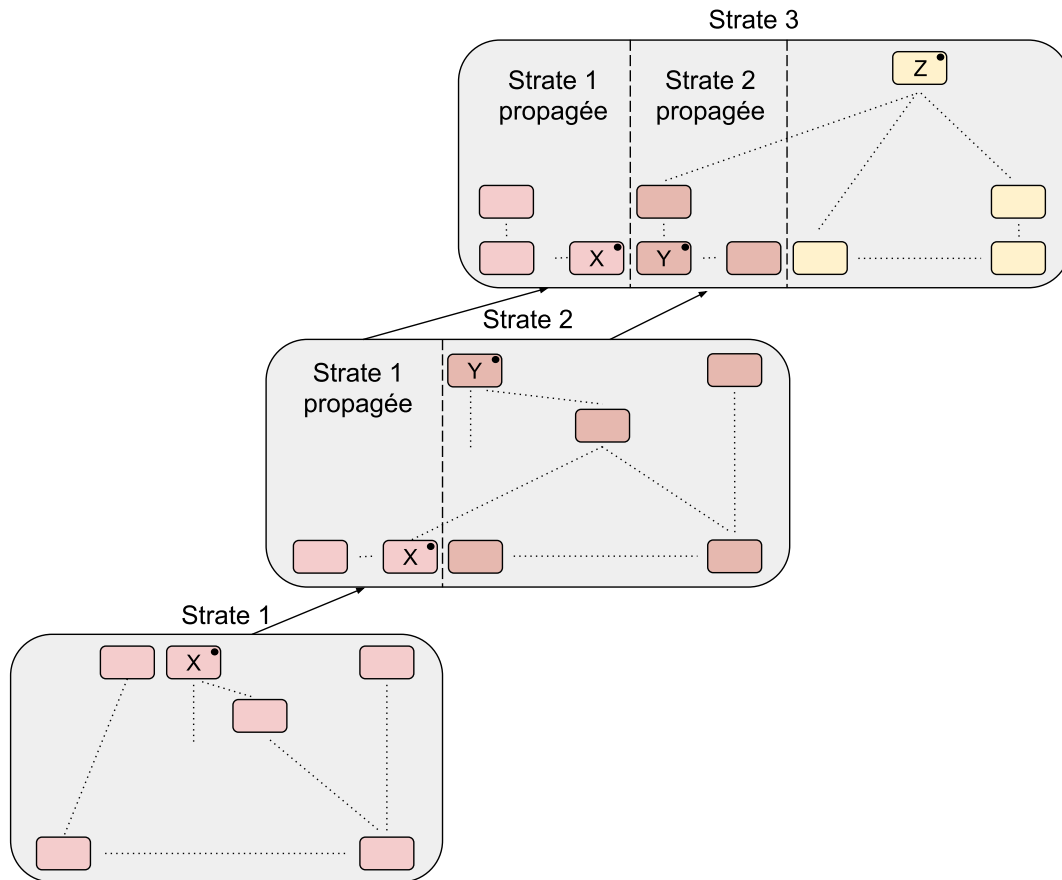 Strate 3
Strate 1
propagée
Strate 2
propagée
Z
X
Y
Strate 2
Strate 1
propagée
Y
X
Strate 1
X